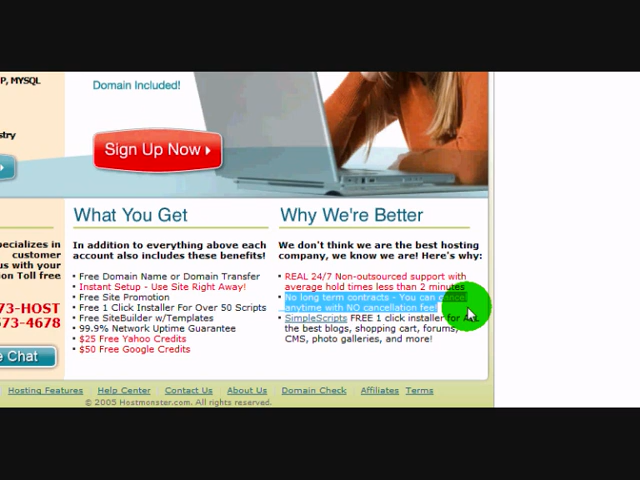 P, MYSQL
stry
Domain Included!
Sign Up Now
ecializes in
customer
us with your
on Toll free
73-HOST
573-4678
e Chat
What You Get
In addition to everything above each
account also includes these benefits!
• Free Domain Name or Domain Transfer
• Instant Setup - Use Site Right Away!
• Free Site Promotion
• Free 1 Click Installer For Over 50 Scripts
• Free SiteBuilder w/Templates
• 99.9% Network Uptime Guarantee
• $25 Free Yahoo Credits
• $50 Free Google Credits
Why We're Better
We don't think we are the best hosting
company, we know we are! Here's why:
• REAL 24/7 Non-outsourced support with
average hold times less than 2 minutes
• No long term contracts - You can cancel
anytime with NO cancellation fee!
• SimpleScripts FREE 1 click installer for
the best blogs, shopping cart, forums,
CMS, photo galleries, and more!
Hosting Features Help Center Contact Us About Us Domain Check Affiliates Terms
© 2005 Hostmonster.com. All rights reserved.